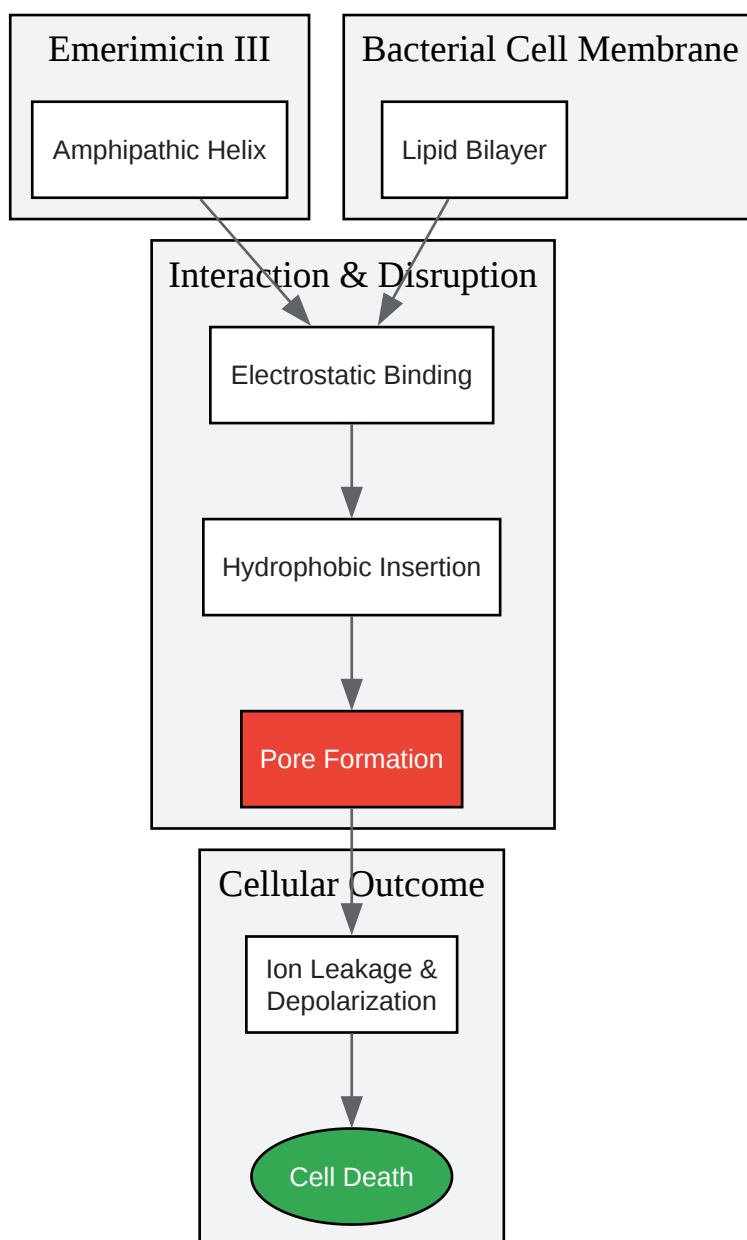 Emerimicin III
Bacterial Cell Membrane
Amphipathic Helix
Lipid Bilayer
Interaction & Disruption
Electrostatic Binding
Hydrophobic Insertion
Pore Formation
Cellular Outcome
Ion Leakage &
Depolarization
Cell Death